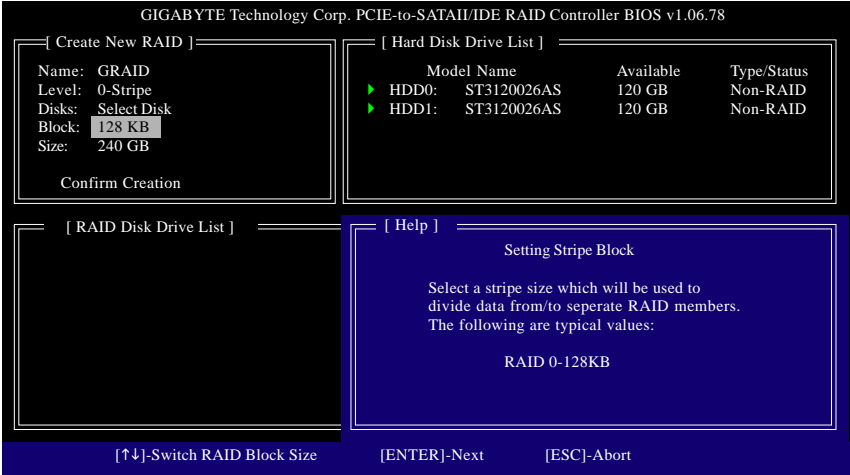 GIGABYTE Technology Corp. PCIE-to-SATAII/IDE RAID Controller BIOS v1.06.78
[ Create New RAID ]
Name: GRAID
Level: 0-Stripe
Disks: Select Disk
Block: 128 KB
Size: 240 GB
Confirm Creation
[ Hard Disk Drive List ]
Model Name Available Type/Status
HDD0: ST3120026AS 120 GB Non-RAID
HDD1: ST3120026AS 120 GB Non-RAID
[ RAID Disk Drive List ]
[ Help ]
Setting Stripe Block
Select a stripe size which will be used to
divide data from/to seperate RAID members.
The following are typical values:
RAID 0-128KB
[↑↓]-Switch RAID Block Size [ENTER]-Next [ESC]-Abort